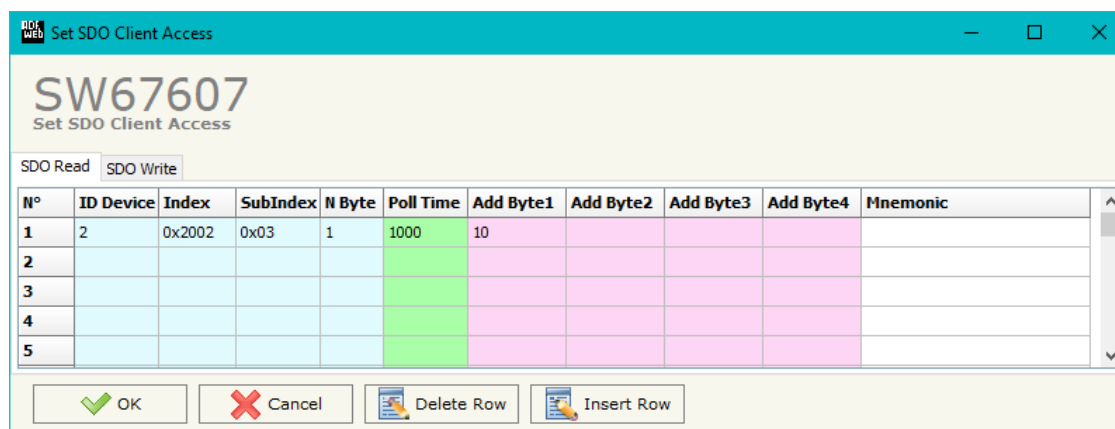 ADF
WEB
Set SDO Client Access
SW67607
Set SDO Client Access
SDO Read SDO Write
N° ID Device Index SubIndex N Byte Poll Time Add Byte1 Add Byte2 Add Byte3 Add Byte4 Mnemonic
1 2 0x2002 0x03 1 1000 10
2
3
4
5
OK Cancel Delete Row Insert Row